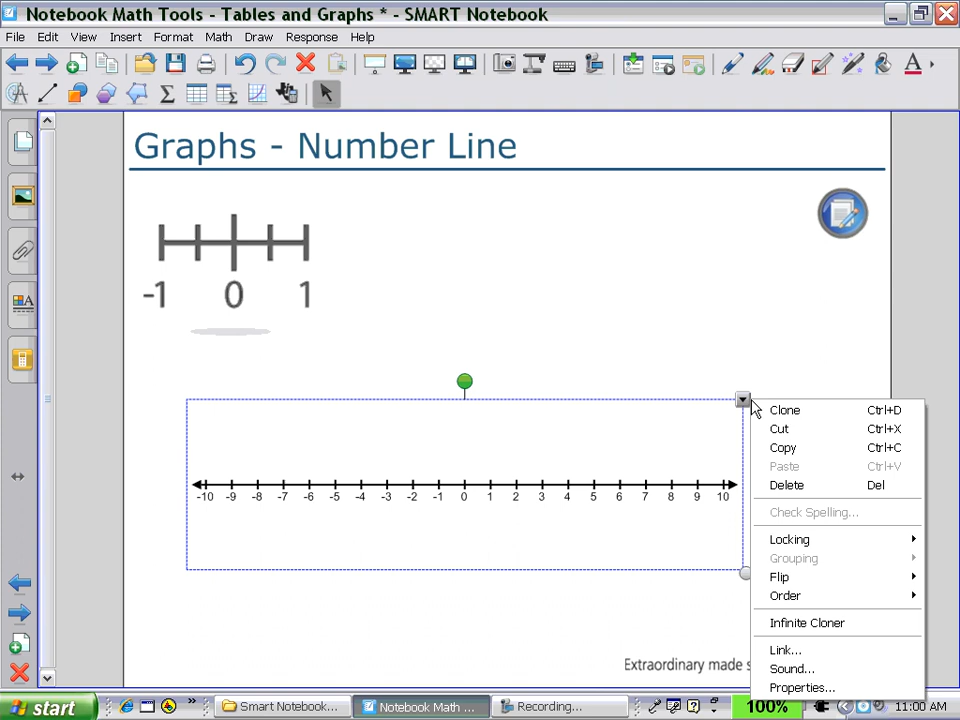 Notebook Math Tools - Tables and Graphs * - SMART Notebook
File Edit View Insert Format Math Draw Response Help
Graphs - Number Line
-1 0 1
Clone Ctrl+D
Cut Ctrl+X
Copy Ctrl+C
Paste Ctrl+V
Delete Del
Check Spelling...
Locking
Grouping
Flip
Order
Infinite Cloner
Link...
Sound...
Properties...
-10 -9 -8 -7 -6 -5 -4 -3 -2 -1 0 1 2 3 4 5 6 7 8 9 10
Extraordinary made s
start Smart Notebook... Notebook Math ... Recording... 100% 11:00 AM